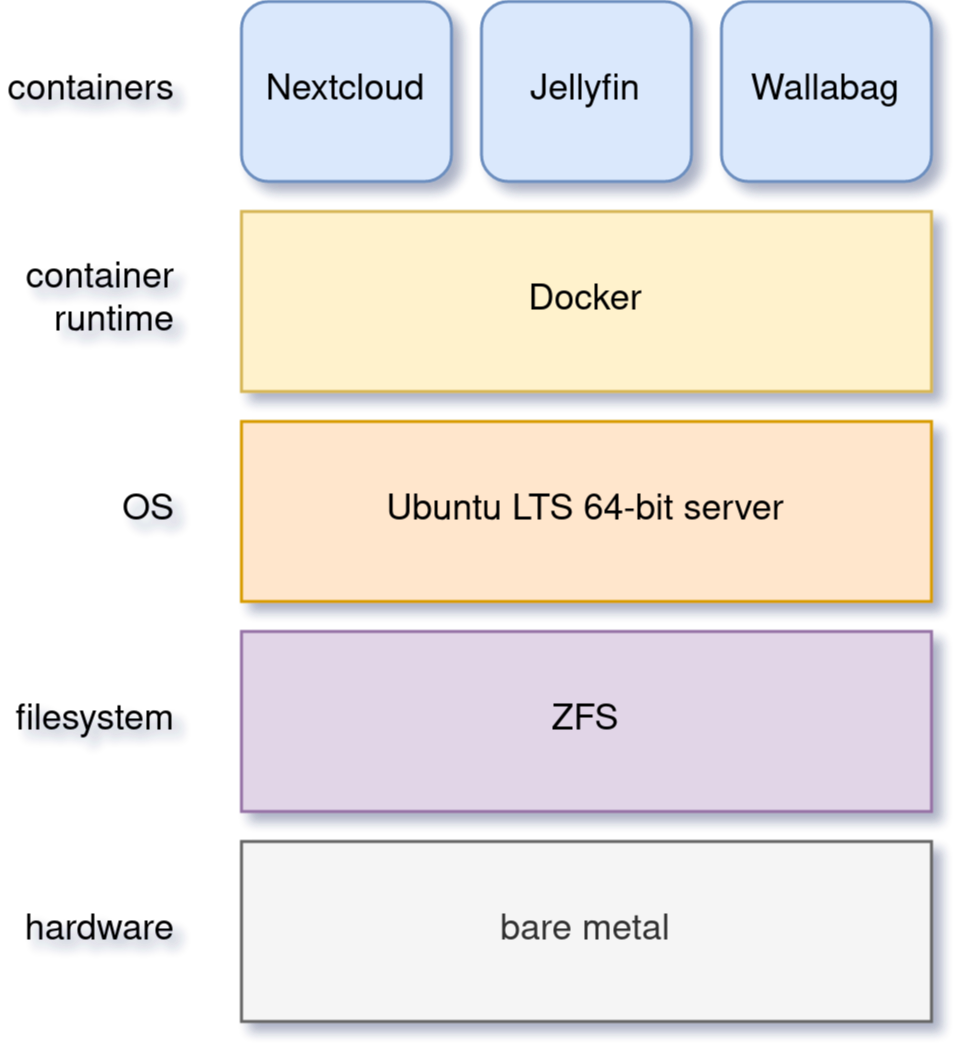 containers
Nextcloud
Jellyfin
Wallabag
container
runtime
Docker
OS
Ubuntu LTS 64-bit server
filesystem
ZFS
hardware
bare metal